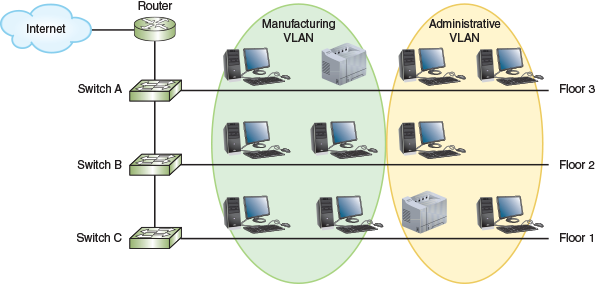 Router
Internet
Manufacturing
VLAN
Administrative
VLAN
Switch A
Floor 3
Switch B
Floor 2
Switch C
Floor 1